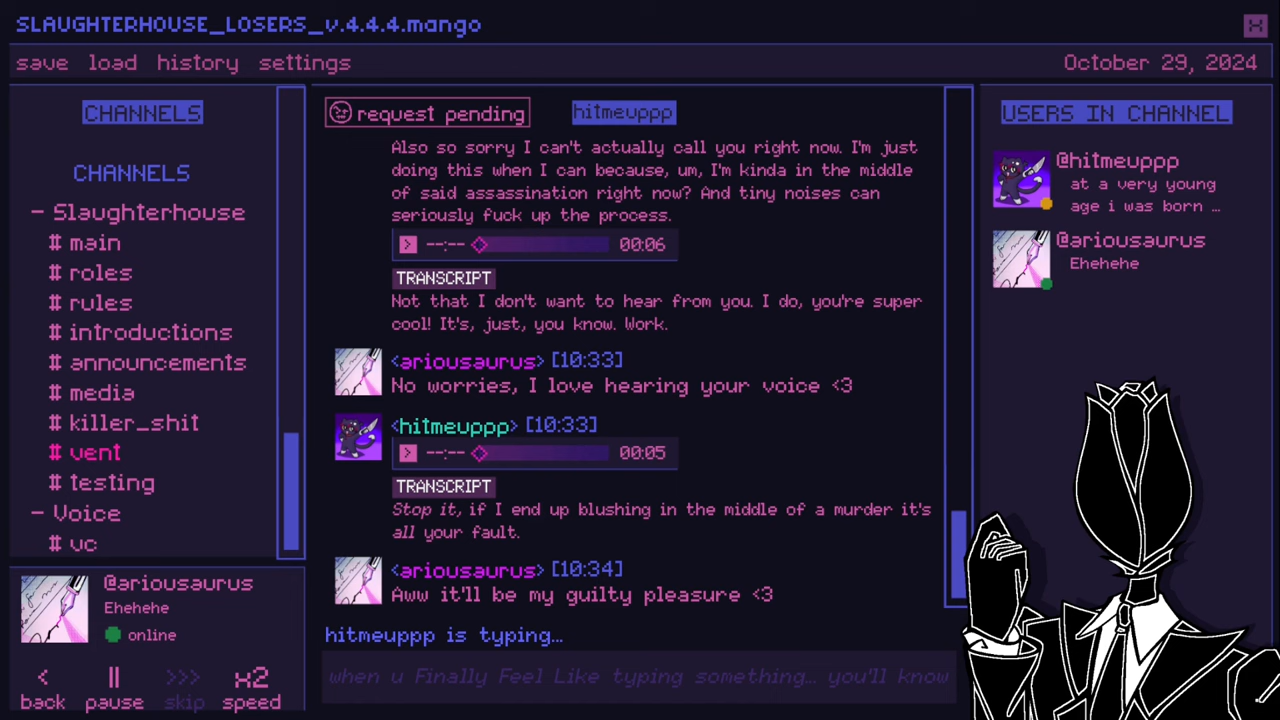 SLAUGHTERHOUSE_LOSERS_v.4.4.4.mango
X
save load history settings
October 29, 2024
CHANNELS
CHANNELS
– Slaughterhouse
# main
# roles
# rules
# introductions
# announcements
# media
# killer_shit
# vent
# testing
– Voice
# vc
@ariousaurus
Ehehehe
online
< || >>> x2
back pause skip speed
request pending
hitmeuppp
Also so sorry I can't actually call you right now. I'm just
doing this when I can because, um, I'm kinda in the middle
of said assassination right now? And tiny noises can
seriously fuck up the process.
> --:-- 00:06
TRANSCRIPT
Not that I don't want to hear from you. I do, you're super
cool! It's, just, you know. Work.
<ariousaurus> [10:33]
No worries, I love hearing your voice <3
<hitmeuppp> [10:33]
> --:-- 00:05
TRANSCRIPT
Stop it, if I end up blushing in the middle of a murder it's
all your fault.
<ariousaurus> [10:34]
Aww it'll be my guilty pleasure <3
hitmeuppp is typing...
when u Finally Feel Like typing something... you'll know
USERS IN CHANNEL
@hitmeuppp
at a very young
age i was born ...
@ariousaurus
Ehehehe